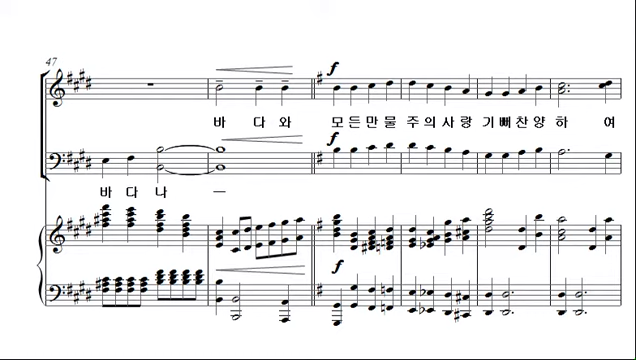 47
f
바 다 와 모 든 만 물 주 의 사 랑 기 뻐 찬 양 하 여
f
바 다 나
f